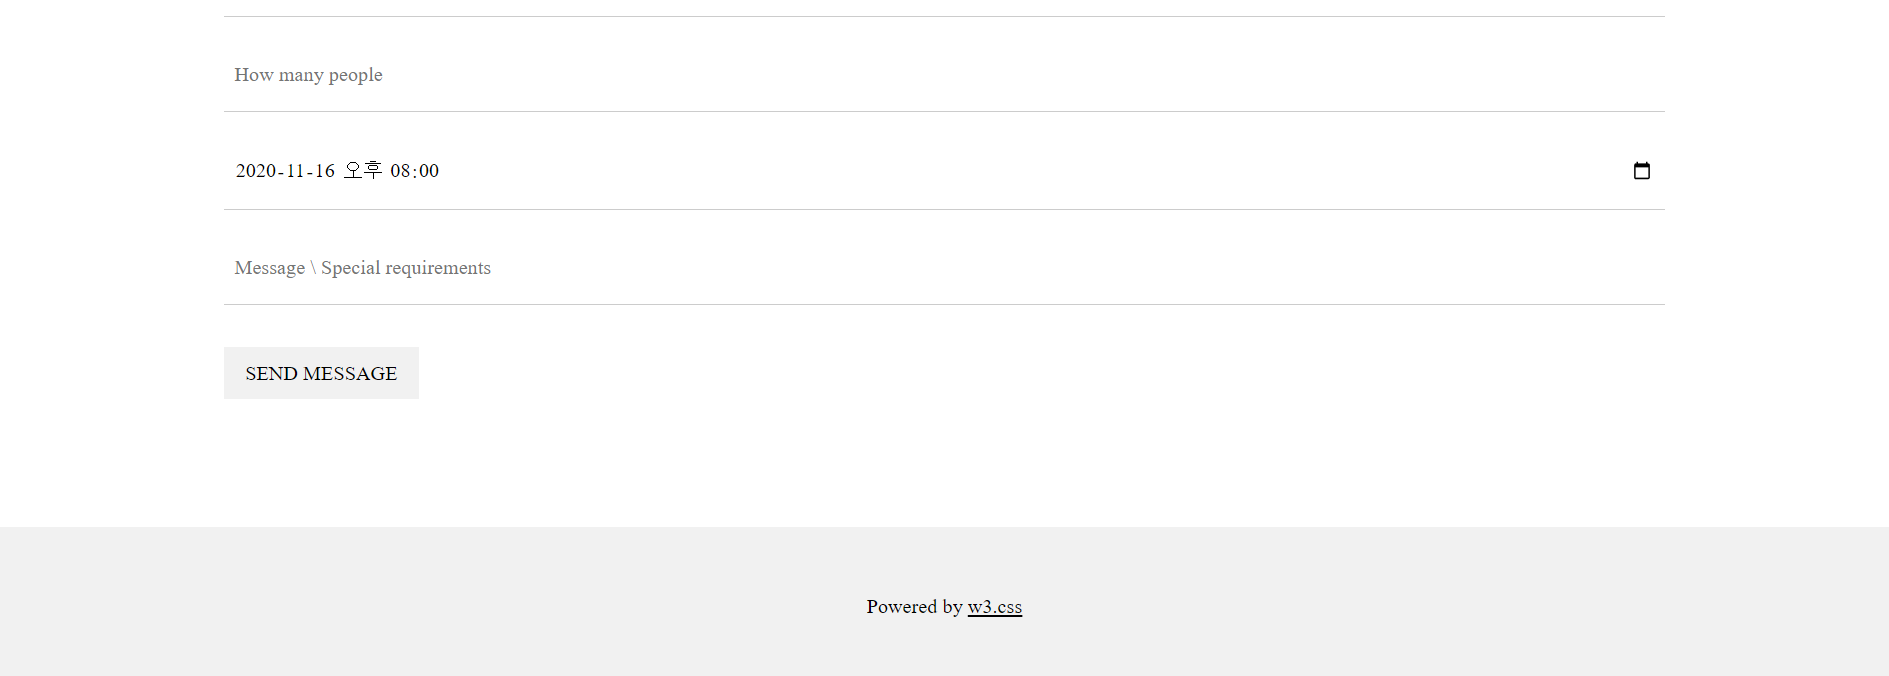 How many people
2020-11-16 오후 08:00
Message \ Special requirements
SEND MESSAGE
Powered by w3.css